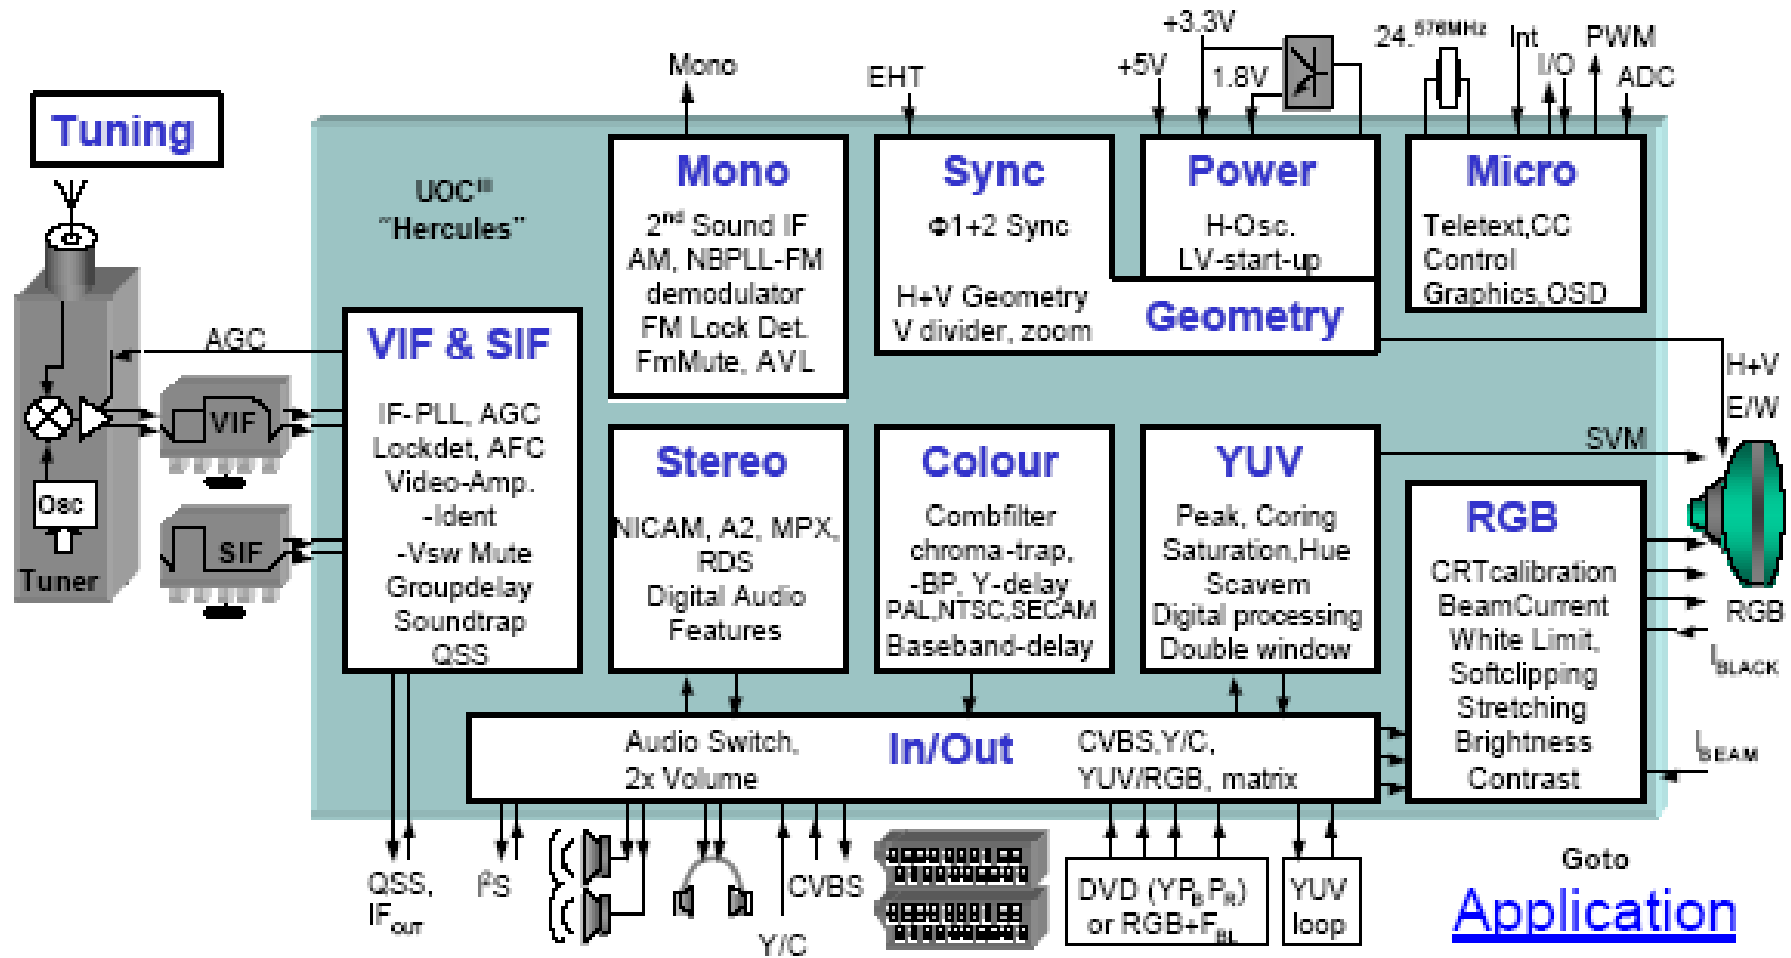 Tuning
UOCIII
"Hercules"
Mono
EHT
+5V
+3.3V
1.8V
24.576MHz
Int
I/O
PWM
ADC
Mono
2nd Sound IF
AM, NBPLL-FM
demodulator
FM Lock Det.
FmMute, AVL
Sync
Φ1+2 Sync
H+V Geometry
V divider, zoom
Power
H-Osc.
LV-start-up
Geometry
Micro
Teletext,CC
Control
Graphics,OSD
AGC
VIF
SIF
Osc
Tuner
VIF & SIF
IF-PLL, AGC
Lockdet, AFC
Video-Amp.
-Ident
-Vsw Mute
Groupdelay
Soundtrap
QSS
Stereo
NICAM, A2, MPX,
RDS
Digital Audio
Features
Colour
Combfilter
chroma-trap,
-BP, Y-delay
PAL,NTSC,SECAM
Baseband-delay
YUV
Peak, Coring
Saturation,Hue
Scavem
Digital processing
Double window
H+V
E/W
SVM
RGB
CRTcalibration
BeamCurrent
White Limit,
Softclipping
Stretching
Brightness
Contrast
RGB
IBLACK
IBEAM
In/Out
Audio Switch,
2x Volume
CVBS,Y/C,
YUV/RGB, matrix
QSS,
IFOUT
I²S
Y/C
CVBS
DVD (YPBPR)
or RGB+FBL
YUV
loop
Goto
Application